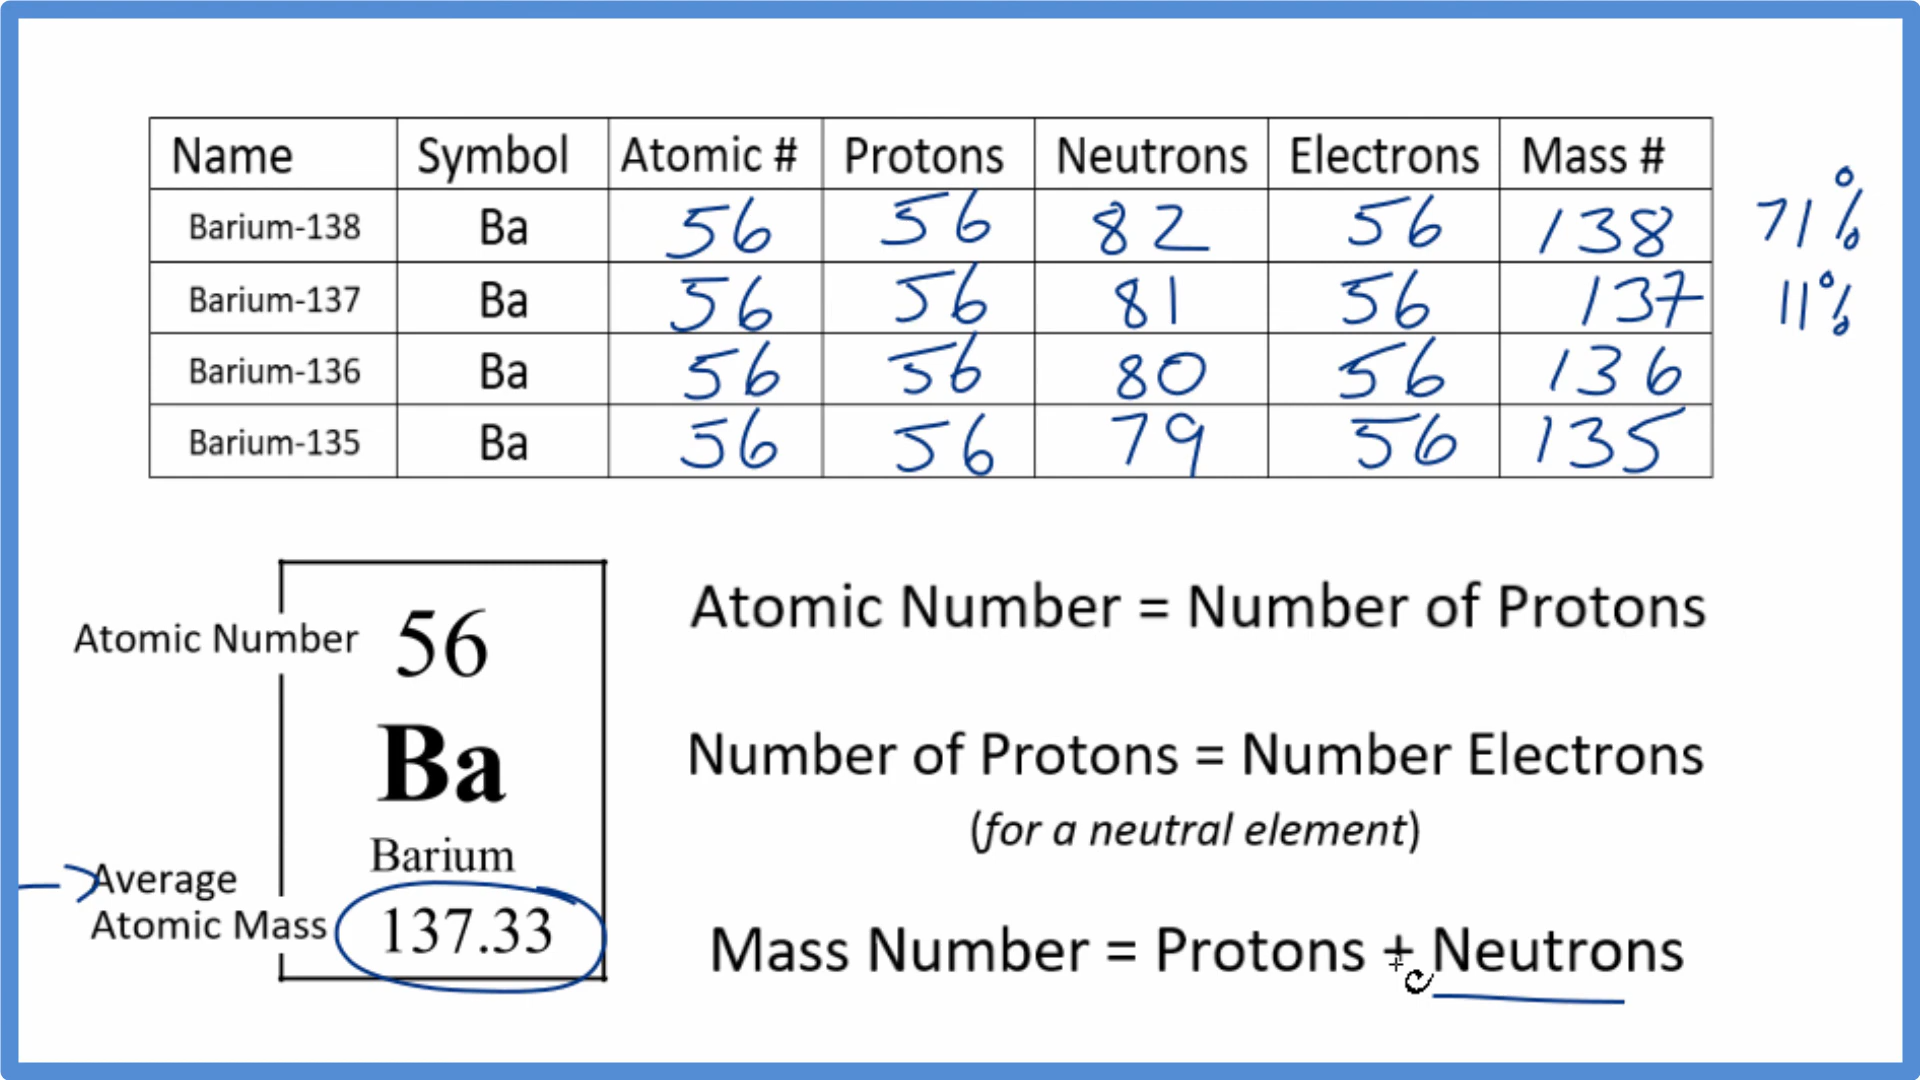 Name Symbol Atomic # Protons Neutrons Electrons Mass #
Barium-138 Ba 56 56 82 56 138 71%
Barium-137 Ba 56 56 81 56 137 11%
Barium-136 Ba 56 56 80 56 136
Barium-135 Ba 56 56 79 56 135
Atomic Number 56
Ba
Barium
Average
Atomic Mass 137.33
Atomic Number = Number of Protons
Number of Protons = Number Electrons
(for a neutral element)
Mass Number = Protons + Neutrons